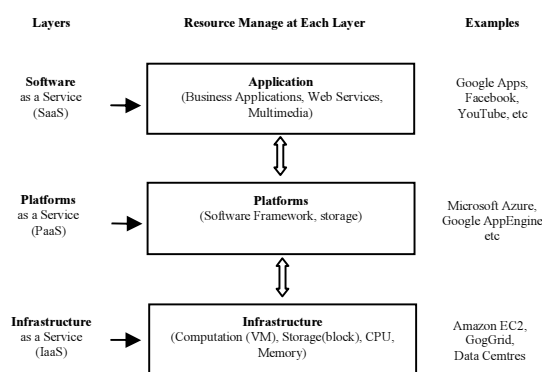 Layers Resource Manage at Each Layer Examples
Software
as a Service
(SaaS)
Application
(Business Applications, Web Services,
Multimedia)
Google Apps,
Facebook,
YouTube, etc
Platforms
as a Service
(PaaS)
Platforms
(Software Framework, storage)
Microsoft Azure,
Google AppEngine
etc
Infrastructure
as a Service
(IaaS)
Infrastructure
(Computation (VM), Storage(block), CPU,
Memory)
Amazon EC2,
GogGrid,
Data Cemtres